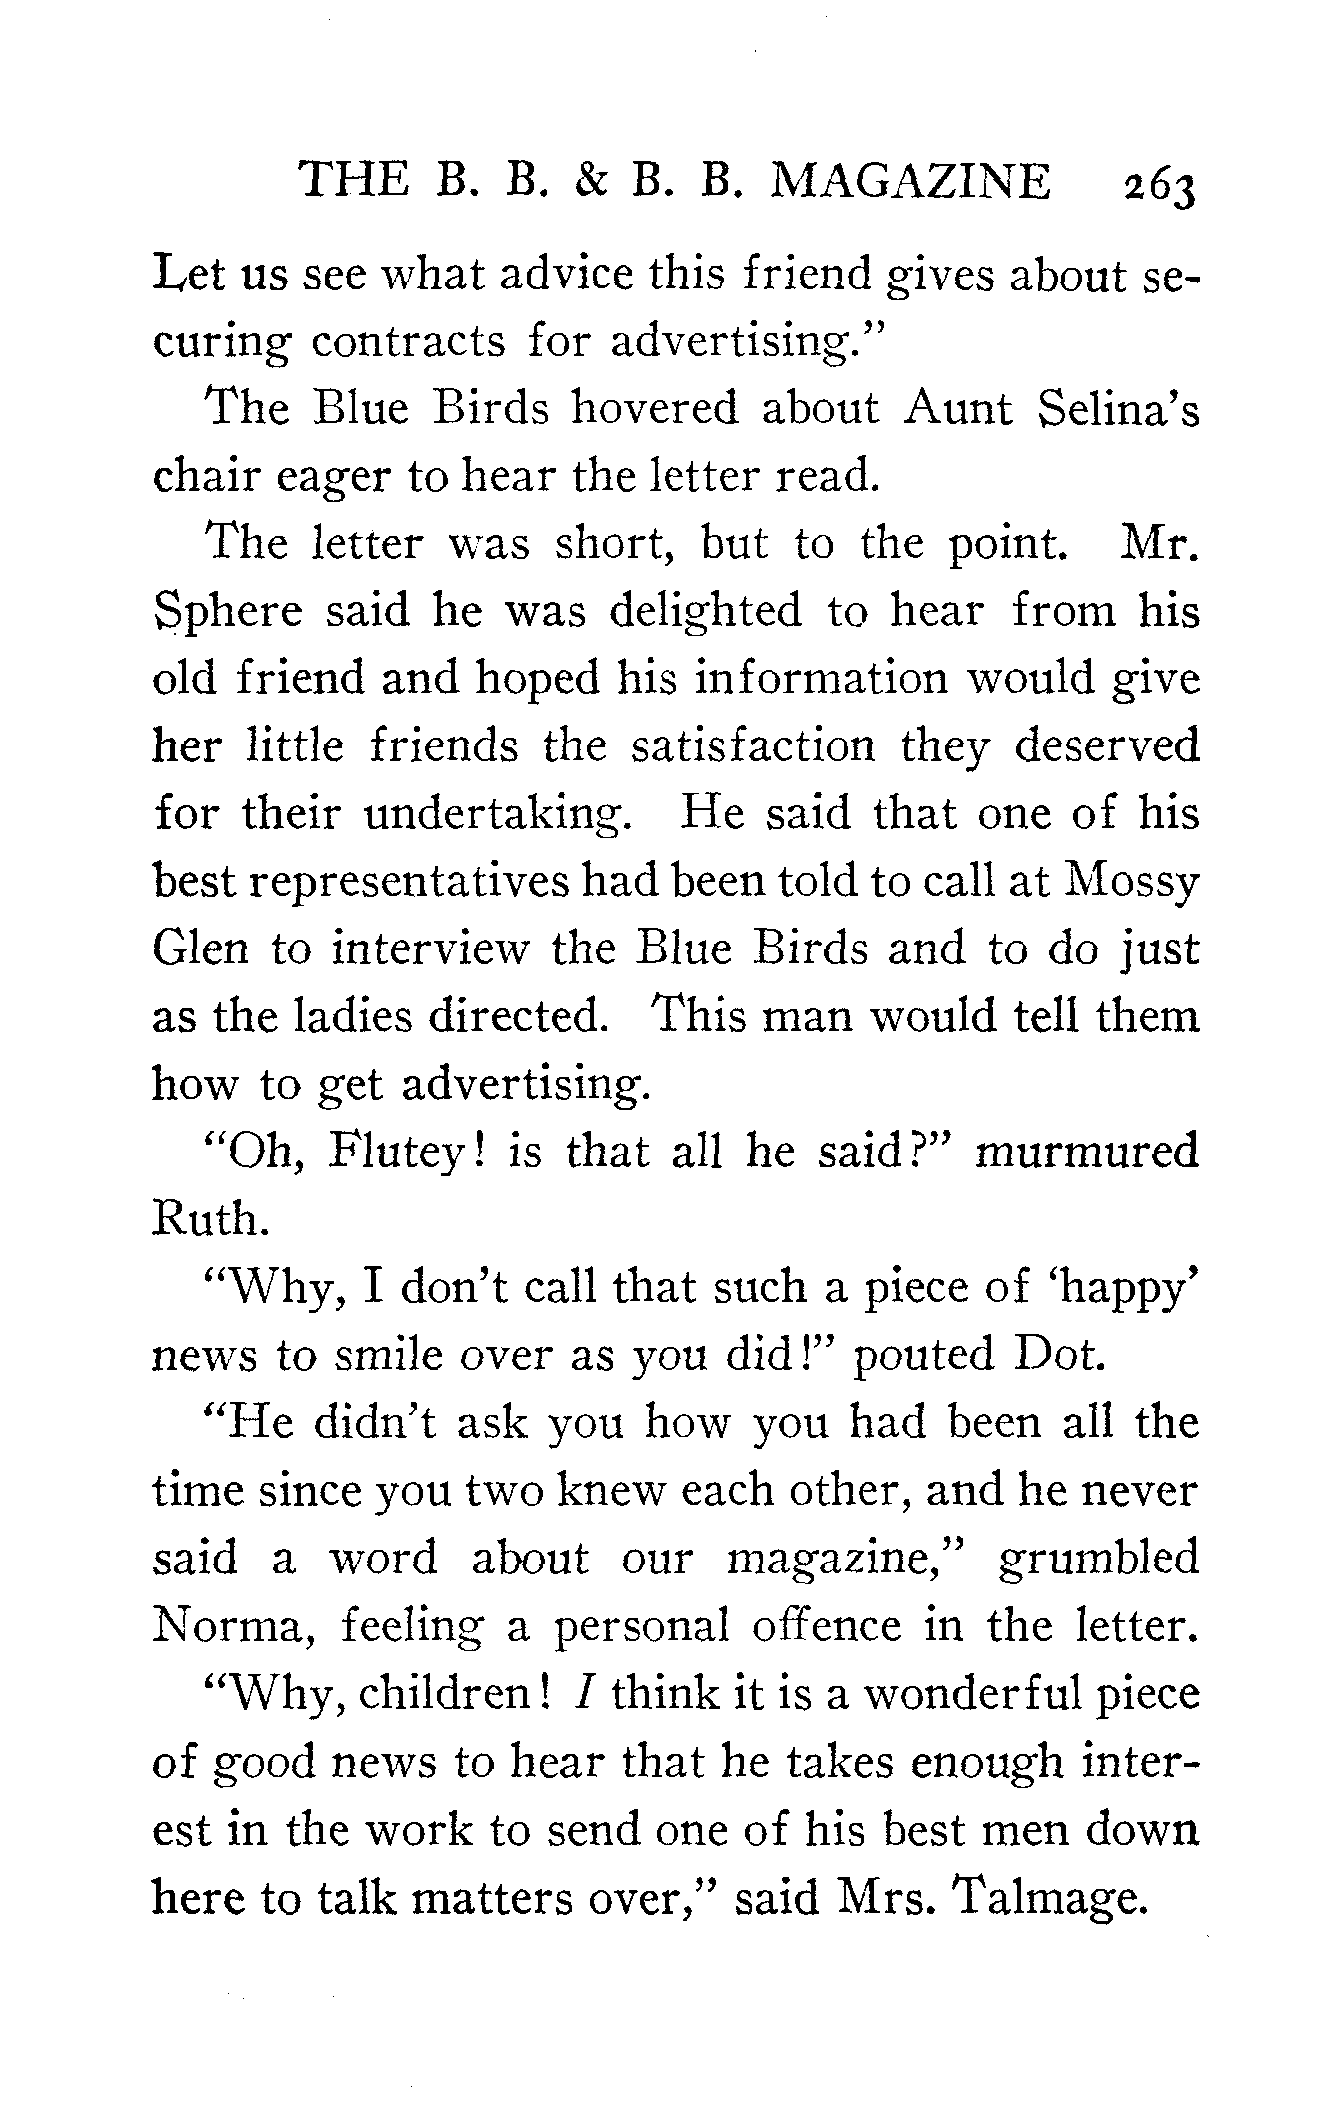 THE B. B. & B. B. MAGAZINE 263
Let us see what advice this friend gives about se-
curing contracts for advertising.”
The Blue Birds hovered about Aunt Selina’s
chair eager to hear the letter read.
The letter was short, but to the point. Mr.
Sphere said he was delighted to hear from his
old friend and hoped his information would give
her little friends the satisfaction they deserved
for their undertaking. He said that one of his
best representatives had been told to call at Mossy
Glen to interview the Blue Birds and to do just
as the ladies directed. This man would tell them
how to get advertising.
“Oh, Flutey! is that all he said?” murmured
Ruth.
“Why, I don’t call that such a piece of ‘happy’
news to smile over as you did!” pouted Dot.
“He didn’t ask you how you had been all the
time since you two knew each other, and he never
said a word about our magazine,” grumbled
Norma, feeling a personal offence in the letter.
“Why, children! I think it is a wonderful piece
of good news to hear that he takes enough inter-
est in the work to send one of his best men down
here to talk matters over,” said Mrs. Talmage.